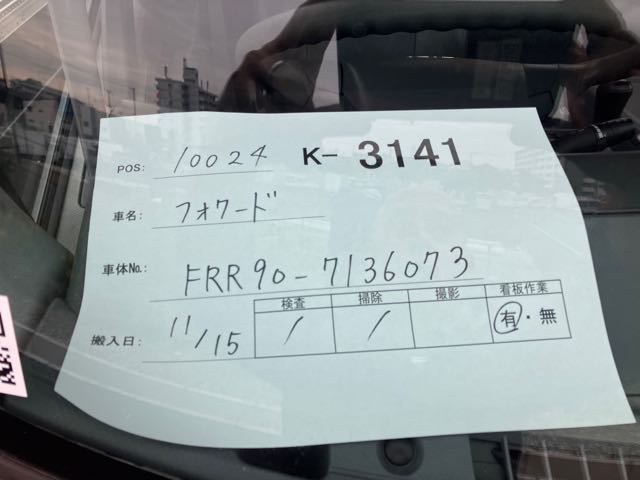 POS: 10024 K-3141
車名: フォワード
車体No.: FRR90-7136073
検査 掃除 撮影 看板作業
搬入日: 11/15 / / 有・無